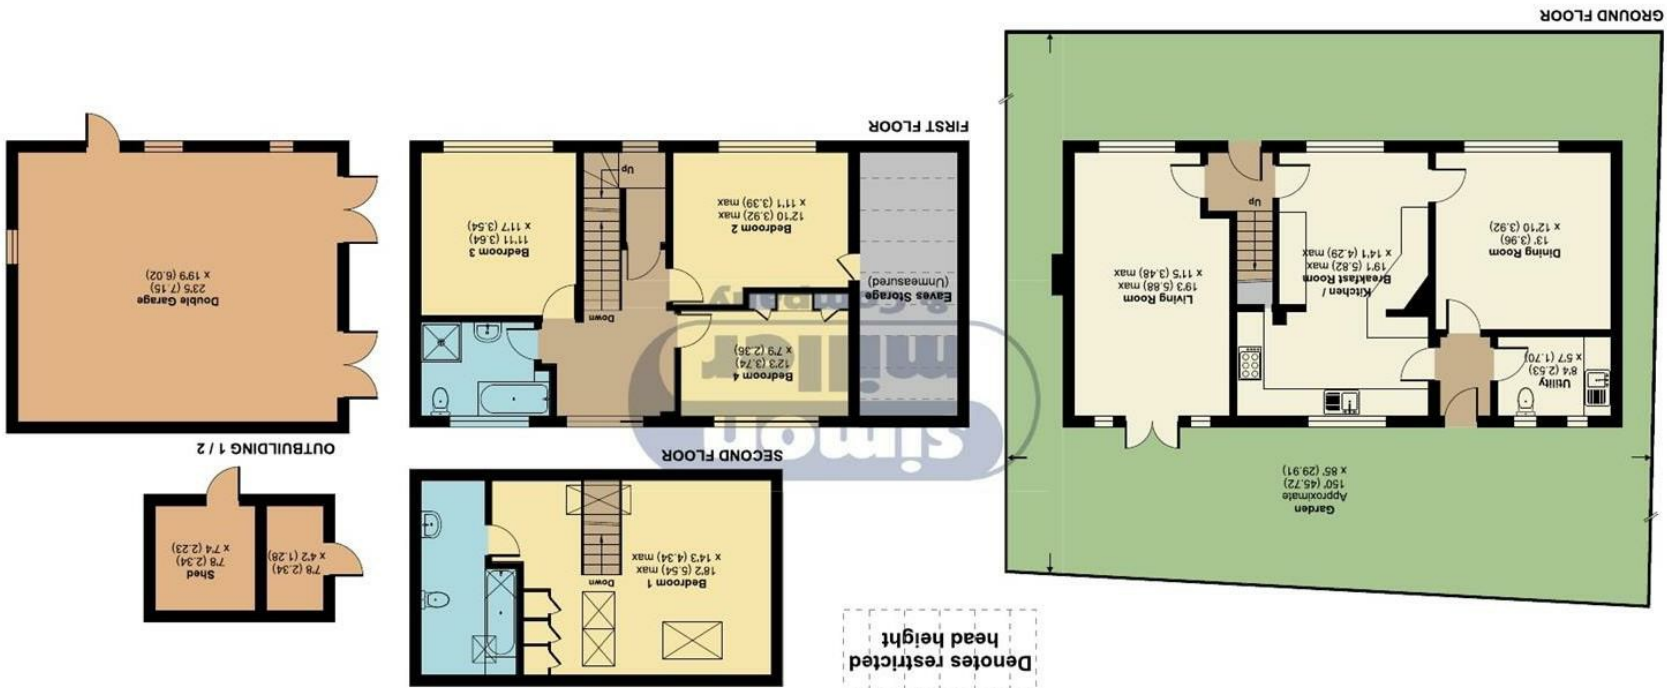 Denotes restricted
head height
Bedroom 1
18'2 (5.54) max
x 14'3 (4.34) max
Down
SECOND FLOOR
Shed
7'8 (2.34)
x 7'4 (2.23)
7'8 (2.34)
x 4'2 (1.28)
OUTBUILDING 1 / 2
Garden
Approximate
150' (45.72)
x 85' (29.91)
Utility
8'4 (2.53)
x 5'7 (1.70)
Dining Room
13' (3.96)
x 12'10 (3.92)
Kitchen /
Breakfast Room
19'1 (5.82) max
x 14'1 (4.29) max
Living Room
19'3 (5.88) max
x 11'5 (3.48) max
Up
GROUND FLOOR
Bedroom 4
12'3 (3.74)
x 7'9 (2.36)
Down
Eaves Storage
(Unmeasured)
Bedroom 2
12'10 (3.92) max
x 11'1 (3.39) max
Bedroom 3
11'11 (3.64)
x 11'7 (3.54)
Up
FIRST FLOOR
Double Garage
23'5 (7.15)
x 19'9 (6.02)
simon
miller
& company